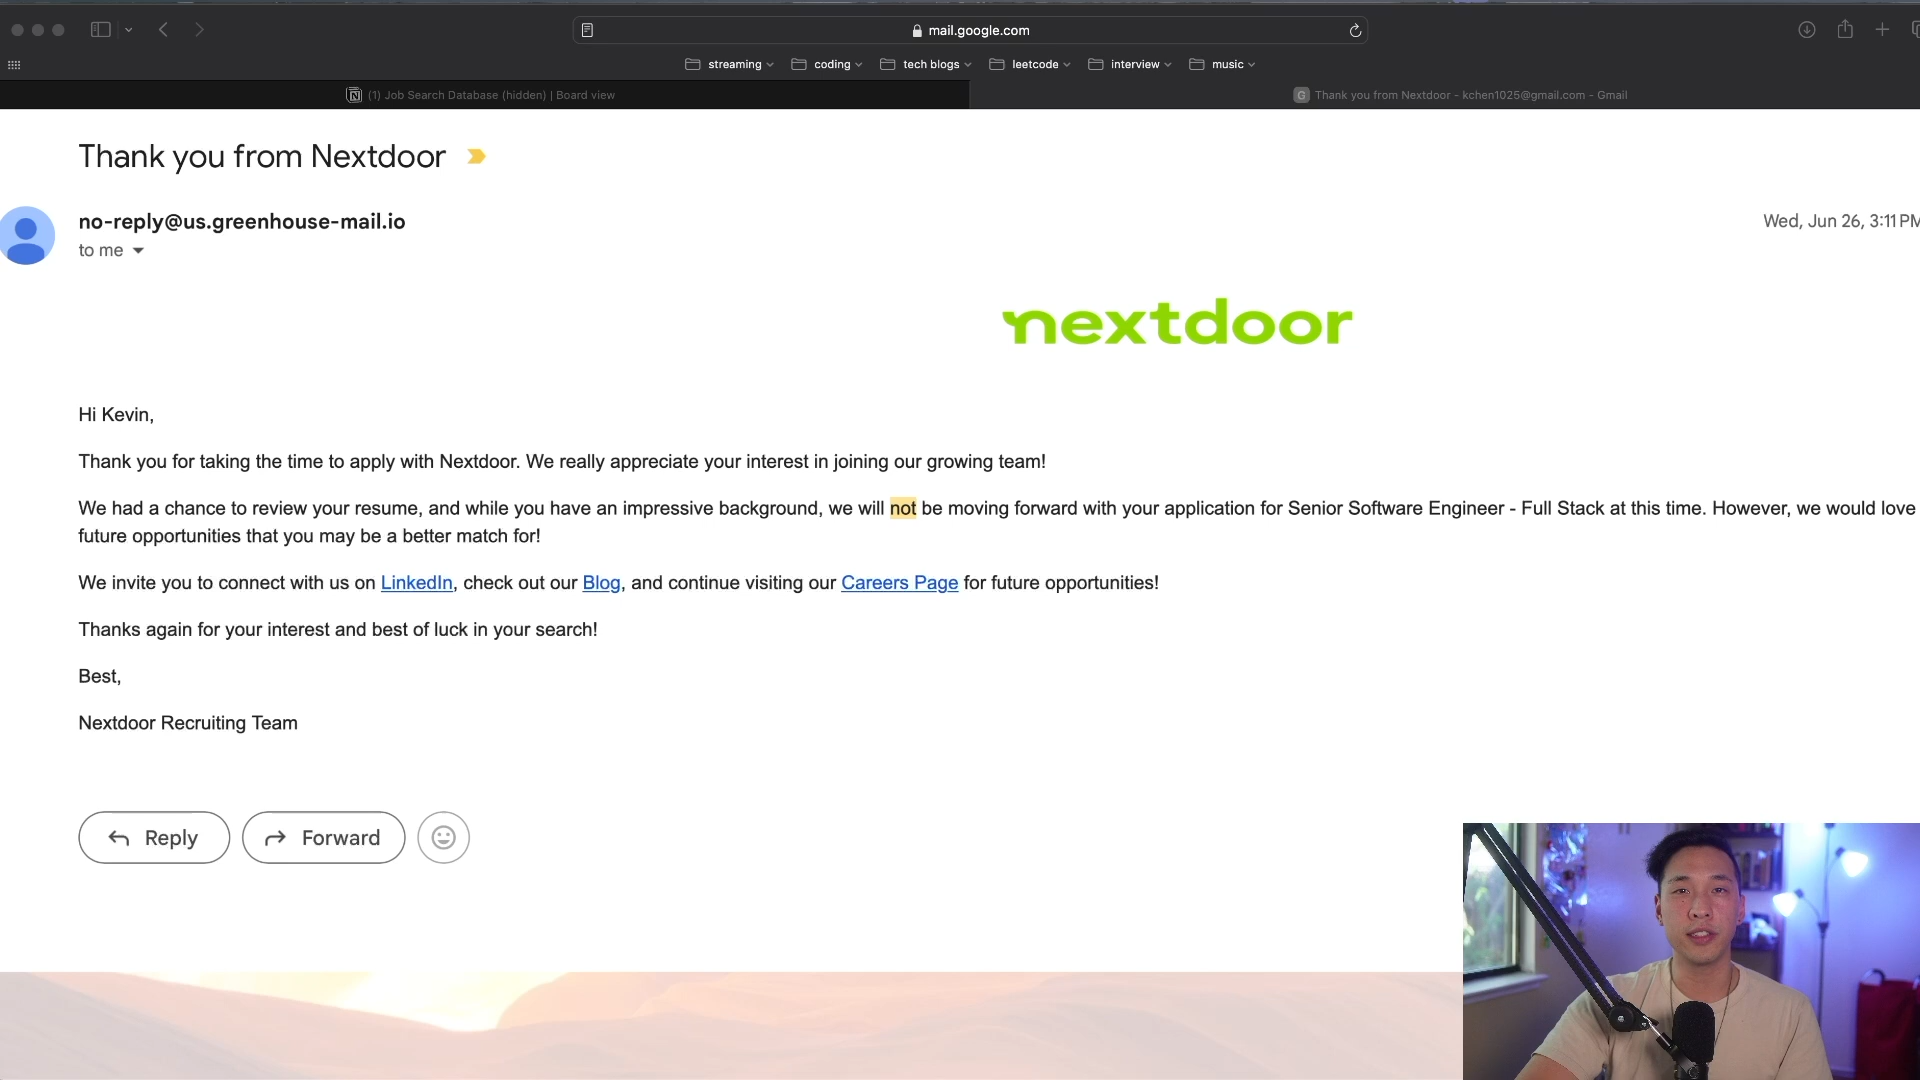 mail.google.com
streaming
coding
tech blogs
leetcode
interview
music
(1) Job Search Database (hidden) | Board view
G Thank you from Nextdoor - kchen1025@gmail.com - Gmail
Thank you from Nextdoor
no-reply@us.greenhouse-mail.io
Wed, Jun 26, 3:11 PM
to me
nextdoor
Hi Kevin,
Thank you for taking the time to apply with Nextdoor. We really appreciate your interest in joining our growing team!
We had a chance to review your resume, and while you have an impressive background, we will not be moving forward with your application for Senior Software Engineer - Full Stack at this time. However, we would love
future opportunities that you may be a better match for!
We invite you to connect with us on LinkedIn, check out our Blog, and continue visiting our Careers Page for future opportunities!
Thanks again for your interest and best of luck in your search!
Best,
Nextdoor Recruiting Team
Reply
Forward